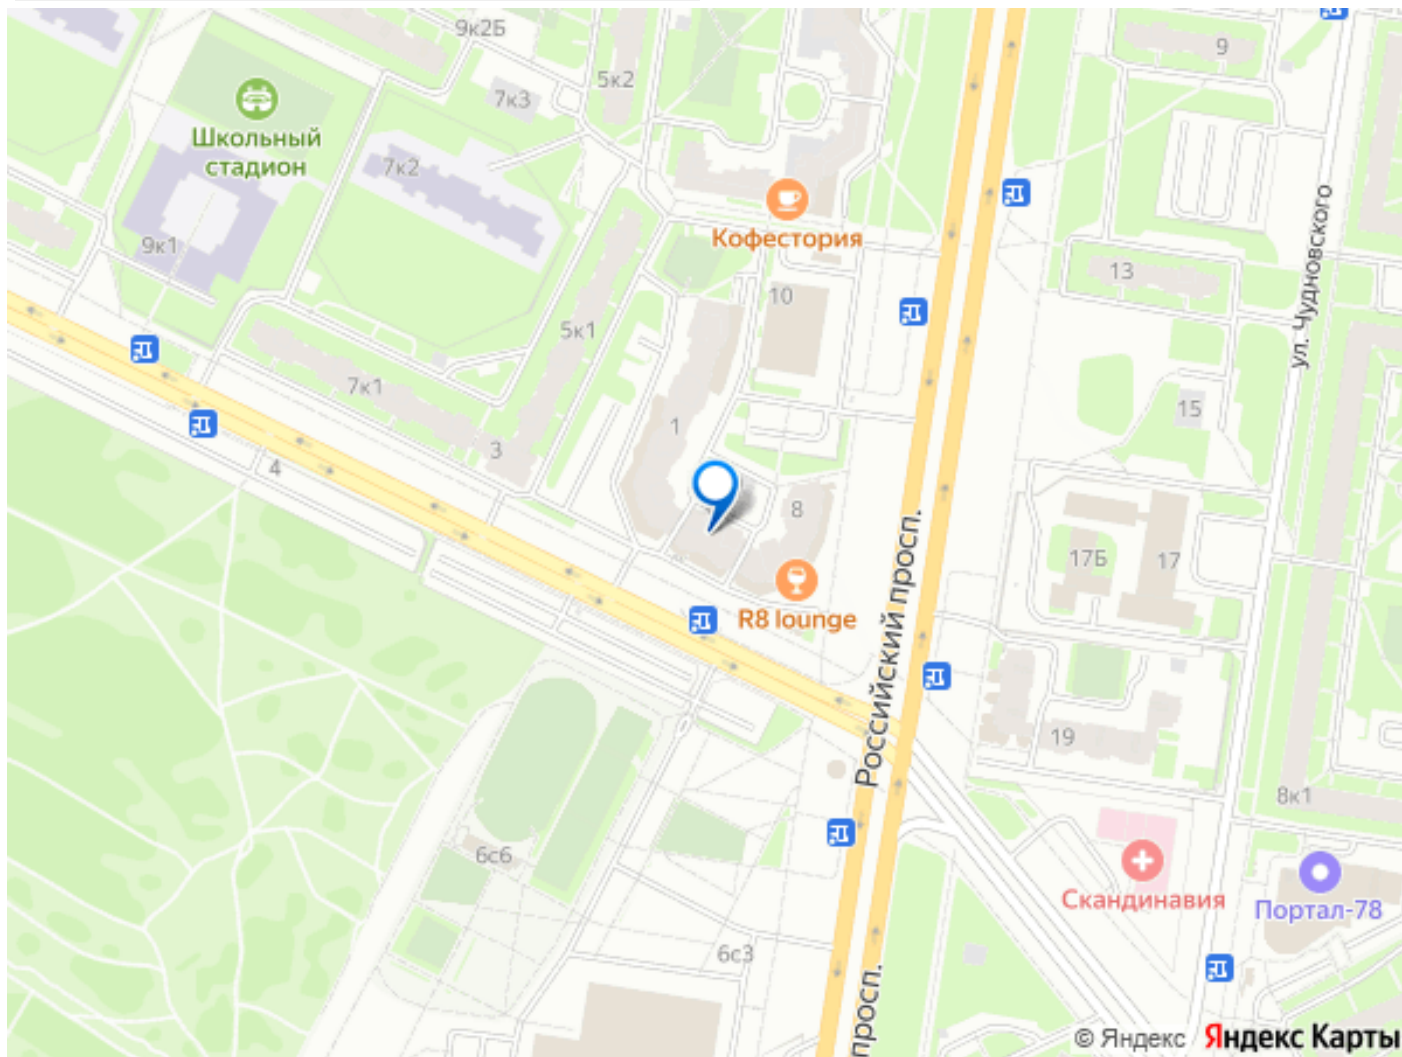 9к2Б
9
5к2
7к3
Школьный
стадион
7к2
Кофестория
ул. Чудновского
9к1
13
10
5к1
7к1
15
1
3
4
8
17Б
17
R8 lounge
Российский просп.
19
8к1
6с6
Скандинавия
Портал-78
6с3
просп.
© Яндекс Яндекс Карты